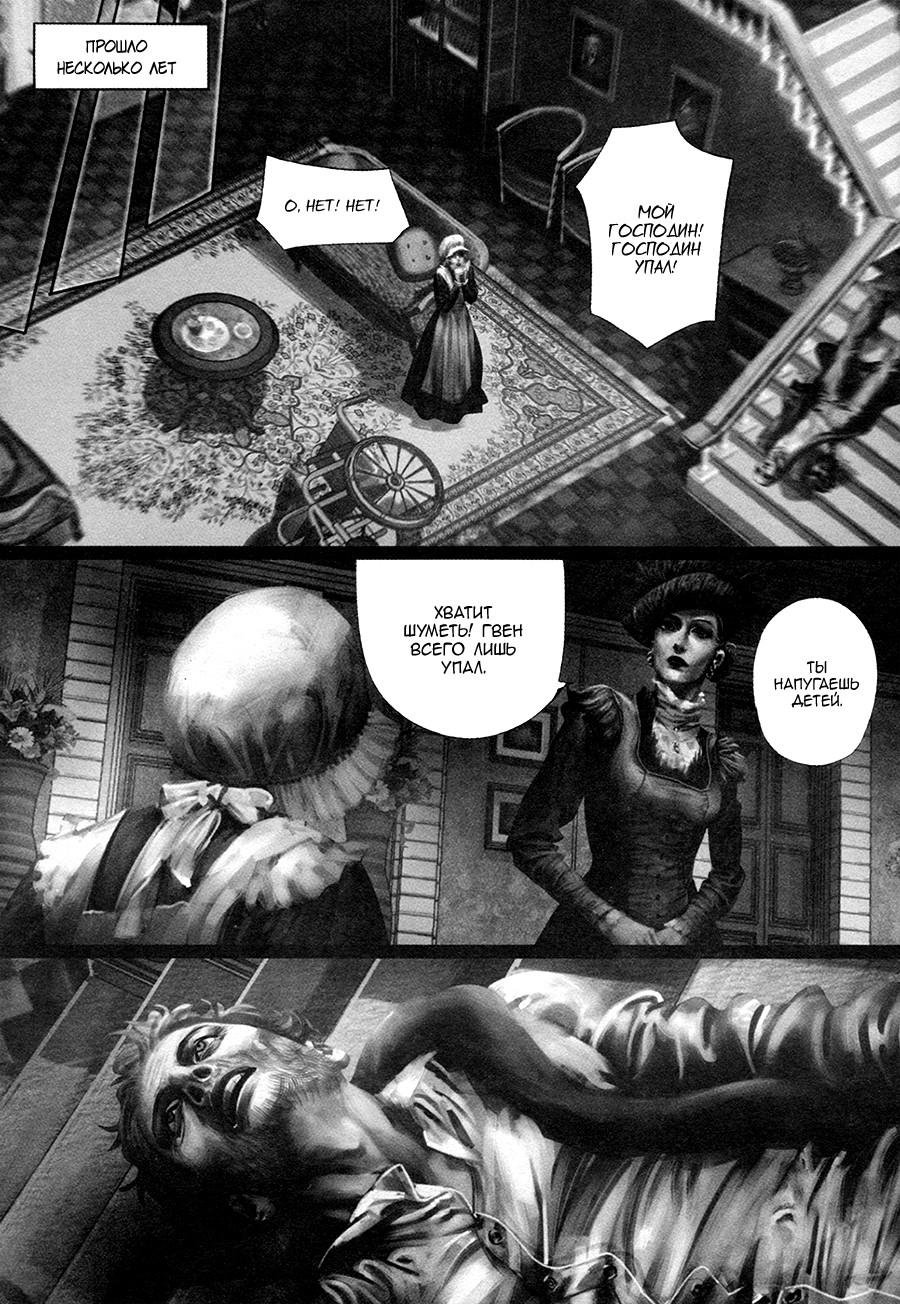 ПРОШЛО
НЕСКОЛЬКО ЛЕТ
О, НЕТ! НЕТ!
МОЙ
ГОСПОДИН!
ГОСПОДИН
УПАЛ!
ХВАТИТ
ШУМЕТЬ! ГВЕН
ВСЕГО ЛИШЬ
УПАЛ.
ТЫ
НАПУГАЕШЬ
ДЕТЕЙ.